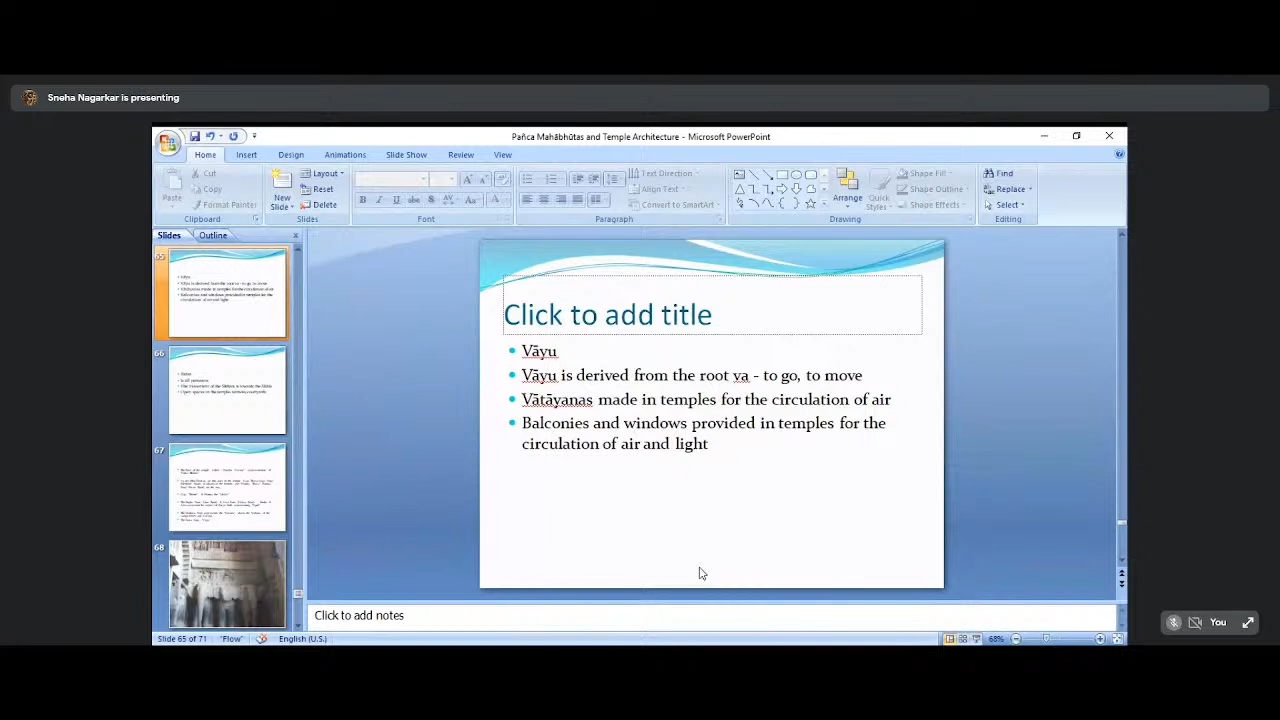 Sneha Nagarkar is presenting
Pañca Mahābhūtas and Temple Architecture - Microsoft PowerPoint
Home Insert Design Animations Slide Show Review View
Paste
Cut
Copy
Format Painter
Clipboard
New
Slide
Layout
Reset
Delete
Slides
Font
Text Direction
Align Text
Convert to SmartArt
Paragraph
Arrange
Quick
Styles
Shape Fill
Shape Outline
Shape Effects
Drawing
Find
Replace
Select
Editing
Slides Outline
65
66
67
68
Click to add title
Vāyu
Vāyu is derived from the root va - to go, to move
Vātāyanas made in temples for the circulation of air
Balconies and windows provided in temples for the
circulation of air and light
Click to add notes
Slide 65 of 71 "Flow" English (U.S.)
68%
You